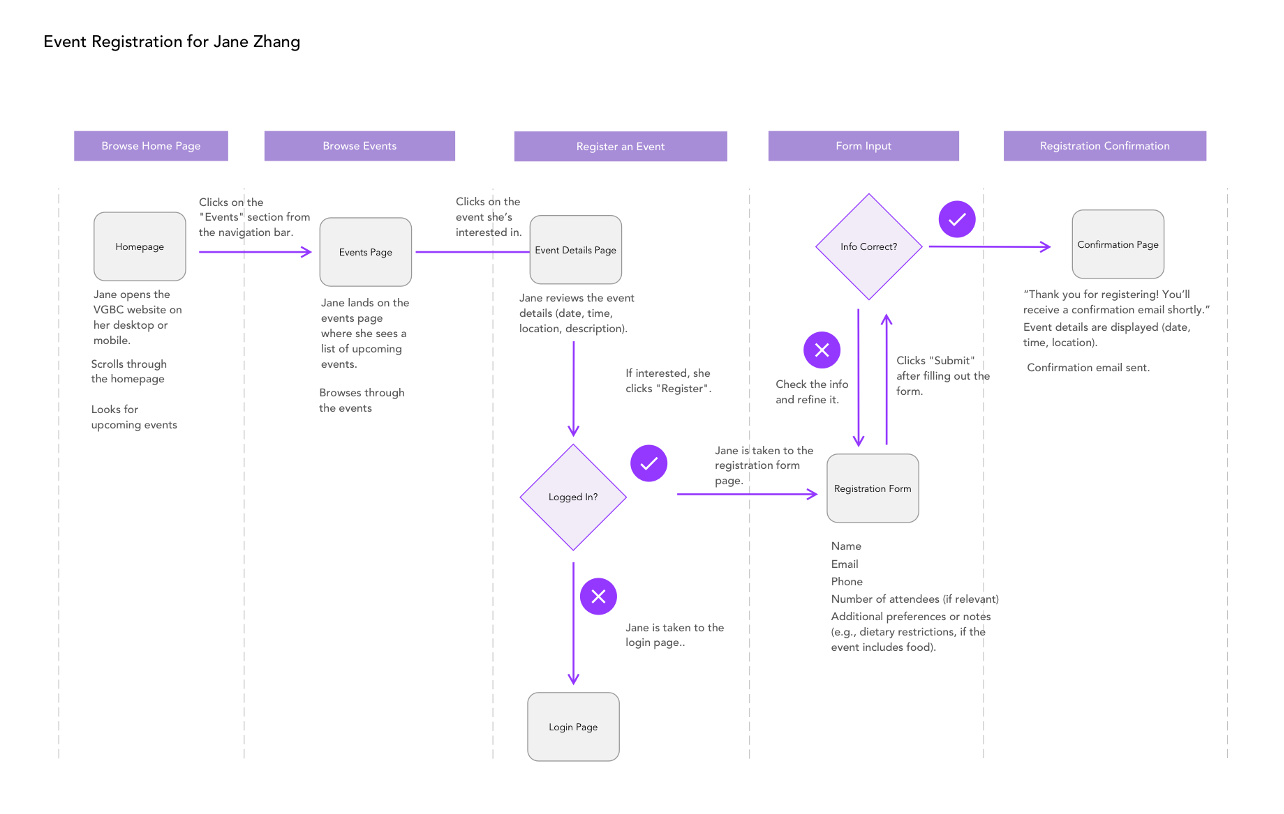 Event Registration for Jane Zhang
Browse Home Page
Browse Events
Register an Event
Form Input
Registration Confirmation
Homepage
Jane opens the
VGBC website on
her desktop or
mobile.
Scrolls through
the homepage
Looks for
upcoming events
Clicks on the
"Events" section from
the navigation bar.
Events Page
Jane lands on the
events page
where she sees a
list of upcoming
events.
Browses through
the events
Clicks on the
event she’s
interested in.
Event Details Page
Jane reviews the event
details (date, time,
location, description).
If interested, she
clicks "Register".
Logged In?
Jane is taken to the
login page..
Login Page
Jane is taken to the
registration form
page.
Info Correct?
Check the info
and refine it.
Clicks "Submit"
after filling out the
form.
Registration Form
Name
Email
Phone
Number of attendees (if relevant)
Additional preferences or notes
(e.g., dietary restrictions, if the
event includes food).
Confirmation Page
“Thank you for registering! You’ll
receive a confirmation email shortly.”
Event details are displayed (date,
time, location).
Confirmation email sent.